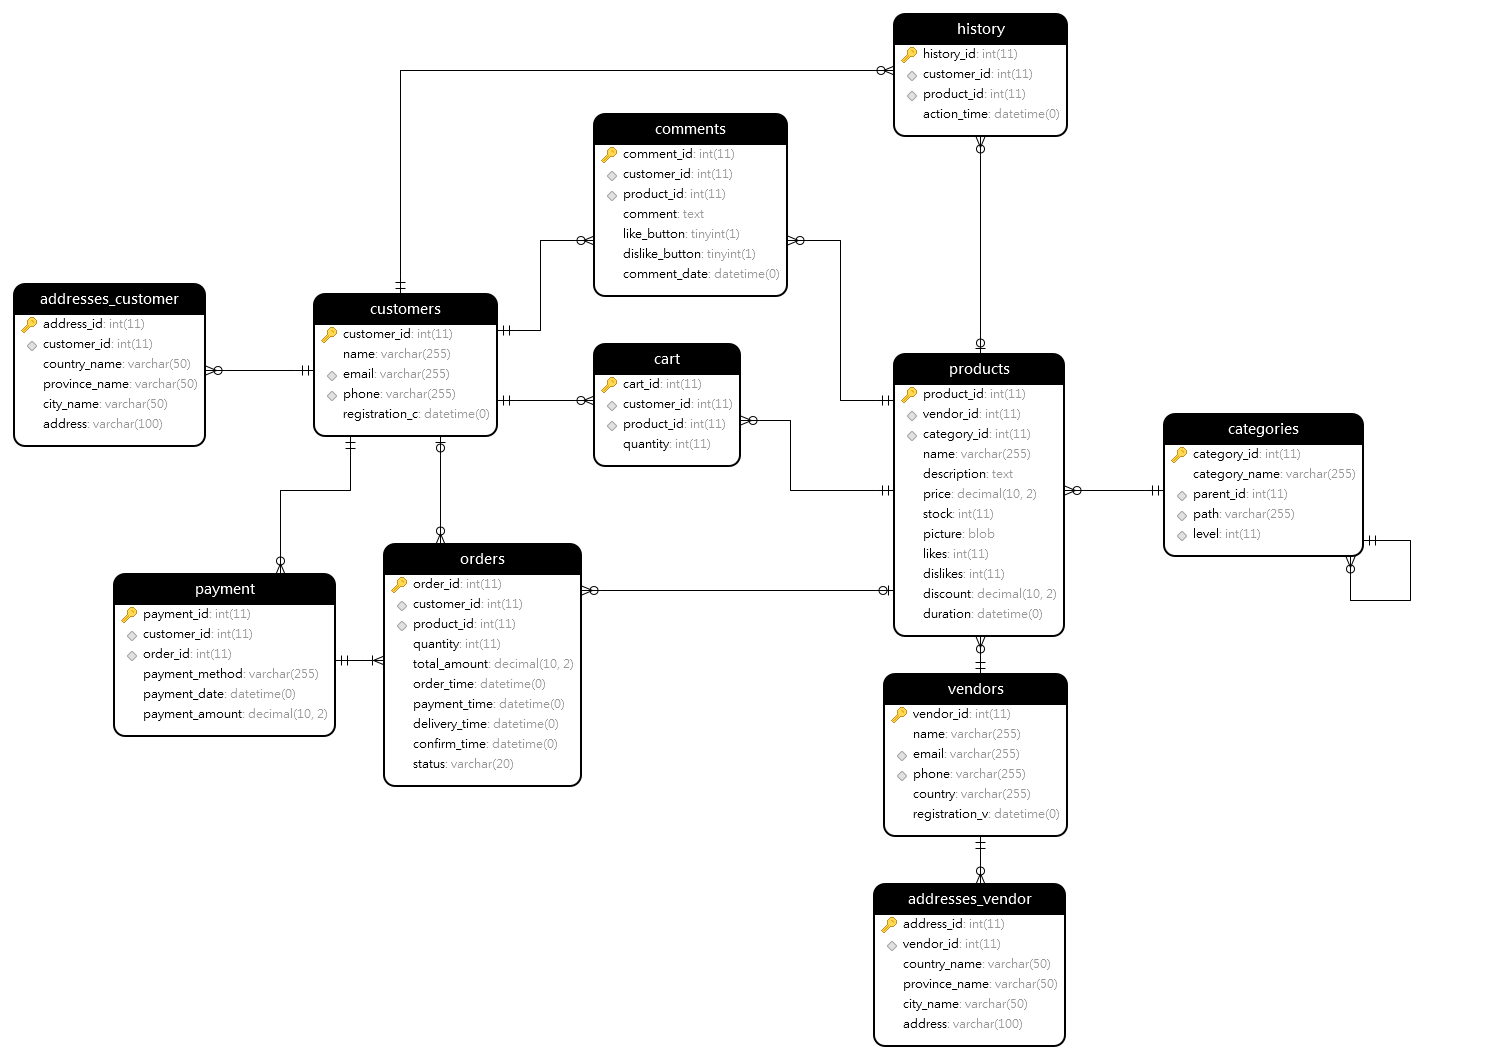 history
history_id: int(11)
customer_id: int(11)
product_id: int(11)
action_time: datetime(0)
comments
comment_id: int(11)
customer_id: int(11)
product_id: int(11)
comment: text
like_button: tinyint(1)
dislike_button: tinyint(1)
comment_date: datetime(0)
addresses_customer
address_id: int(11)
customer_id: int(11)
country_name: varchar(50)
province_name: varchar(50)
city_name: varchar(50)
address: varchar(100)
customers
customer_id: int(11)
name: varchar(255)
email: varchar(255)
phone: varchar(255)
registration_c: datetime(0)
cart
cart_id: int(11)
customer_id: int(11)
product_id: int(11)
quantity: int(11)
products
product_id: int(11)
vendor_id: int(11)
category_id: int(11)
name: varchar(255)
description: text
price: decimal(10, 2)
stock: int(11)
picture: blob
likes: int(11)
dislikes: int(11)
discount: decimal(10, 2)
duration: datetime(0)
categories
category_id: int(11)
category_name: varchar(255)
parent_id: int(11)
path: varchar(255)
level: int(11)
payment
payment_id: int(11)
customer_id: int(11)
order_id: int(11)
payment_method: varchar(255)
payment_date: datetime(0)
payment_amount: decimal(10, 2)
orders
order_id: int(11)
customer_id: int(11)
product_id: int(11)
quantity: int(11)
total_amount: decimal(10, 2)
order_time: datetime(0)
payment_time: datetime(0)
delivery_time: datetime(0)
confirm_time: datetime(0)
status: varchar(20)
vendors
vendor_id: int(11)
name: varchar(255)
email: varchar(255)
phone: varchar(255)
country: varchar(255)
registration_v: datetime(0)
addresses_vendor
address_id: int(11)
vendor_id: int(11)
country_name: varchar(50)
province_name: varchar(50)
city_name: varchar(50)
address: varchar(100)